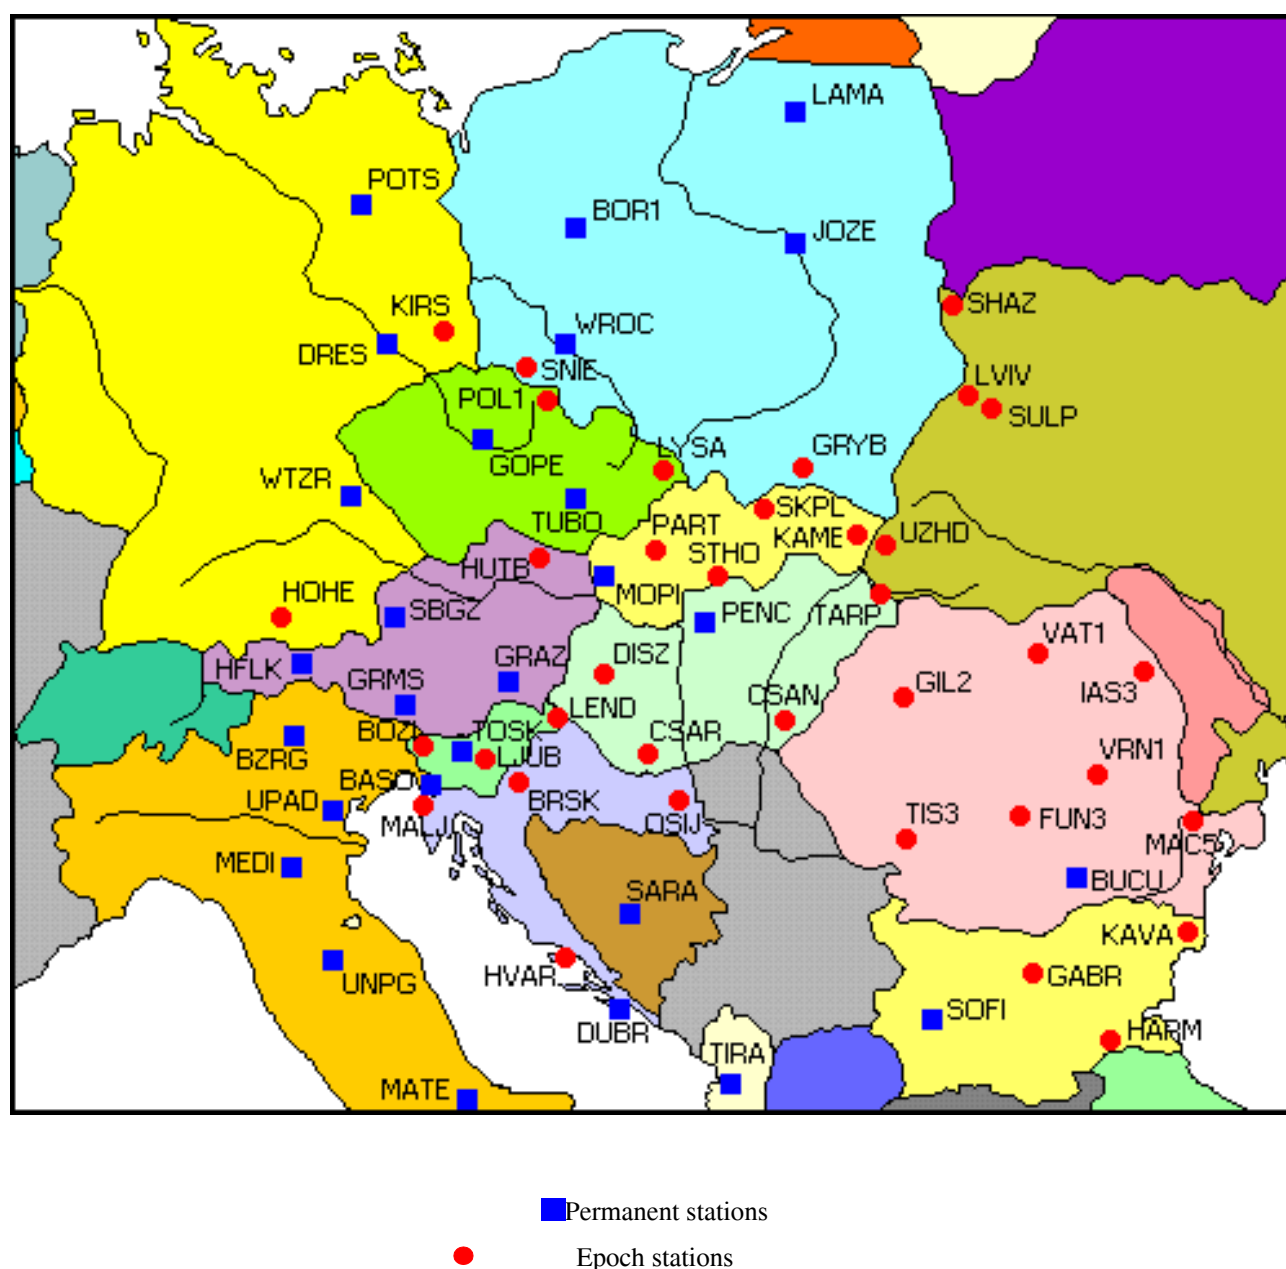 LAMA
POTS
BOR1
JOZE
KIRS
SHAZ
WROC
DRES
SNIE
LVIV
POL1
SULP
LYSA
GRYB
GOPE
WTZR
SKPL
TUBO
PART
KAME
UZHD
STHO
HUTB
HOHE
MOPI
SBGZ
PENC
TARP
VAT1
DISZ
GRAZ
HFLK
GRMS
GIL2
IAS3
CSAN
LEND
BOZI
TOSK
CSAR
BZRG
LJUB
VRN1
BASO
UPAD
BRSK
MALJ
OSIJ
TIS3
FUN3
MAC5
MEDI
BUCU
SARA
KAVA
HVAR
UNPG
GABR
SOFI
DUBR
HARM
TIRA
MATE
Permanent stations
Epoch stations